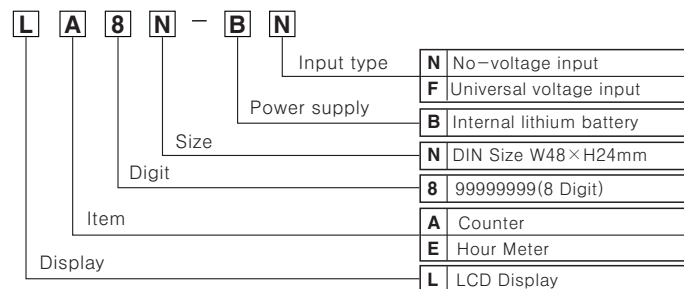 L A 8 N - B N
Input type N No-voltage input
F Universal voltage input
Power supply B Internal lithium battery
Size N DIN Size W48×H24mm
Digit 8 99999999(8 Digit)
Item A Counter
E Hour Meter
Display L LCD Display